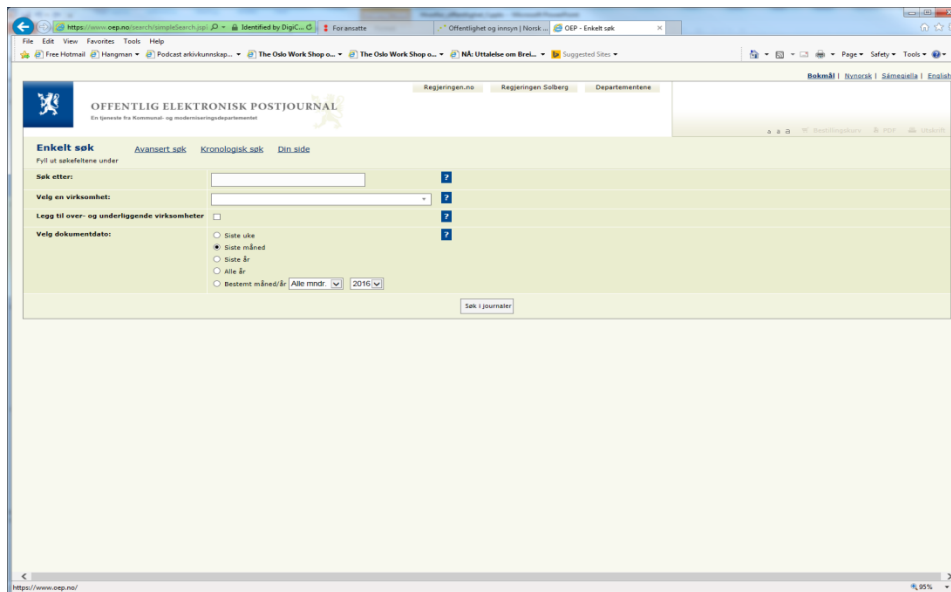 https://www.oep.no/search/simpleSearch.jsp Identified by DigiC... For ansatte Offentlighet og innsyn | Norsk ... OEP - Enkelt søk
File Edit View Favorites Tools Help
Free Hotmail Hangman Podcast arkivkunnskap... The Oslo Work Shop o... The Oslo Work Shop o... NÅ: Uttalelse om Brei... Suggested Sites Page Safety Tools
Bokmål | Nynorsk | Sámegiella | English
Regjeringen.no Regjeringen Solberg Departementene
OFFENTLIG ELEKTRONISK POSTJOURNAL
En tjeneste fra Kommunal- og moderniseringsdepartementet
a a a Bestillingskurv PDF Utskrift
Enkelt søk Avansert søk Kronologisk søk Din side
Fyll ut søkefeltene under
Søk etter: ?
Velg en virksomhet: ?
Legg til over- og underliggende virksomheter ?
Velg dokumentdato: Siste uke ?
Siste måned
Siste år
Alle år
Bestemt måned/år Alle mndr. 2016
Søk i journaler
https://www.oep.no/ 95%